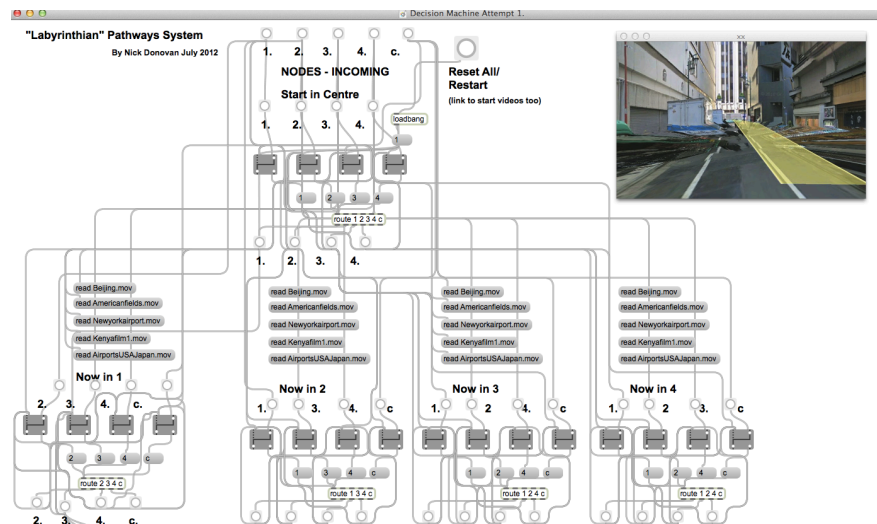 Decision Machine Attempt 1.
"Labyrinthian" Pathways System
By Nick Donovan July 2012
1. 2. 3. 4. c.
NODES - INCOMING
Start in Centre
Reset All/
Restart
(link to start videos too)
xx
1. 2. 3. 4.
loadbang
1
1 2 3 4
route 1 2 3 4 c
1. 2. 3. 4.
read Beijing.mov
read Americanfields.mov
read Newyorkairport.mov
read Kenyafilm1.mov
read AirportsUSAJapan.mov
Now in 1
2. 3. 4. c.
2 3 4 c
route 2 3 4 c
2. 3. 4. c.
read Beijing.mov
read Americanfields.mov
read Newyorkairport.mov
read Kenyafilm1.mov
read AirportsUSAJapan.mov
Now in 2
1. 3. 4. c
1 3 4 c
route 1 3 4 c
read Beijing.mov
read Americanfields.mov
read Newyorkairport.mov
read Kenyafilm1.mov
read AirportsUSAJapan.mov
Now in 3
1. 2 4. c
1 2 4 c
route 1 2 4 c
read Beijing.mov
read Americanfields.mov
read Newyorkairport.mov
read Kenyafilm1.mov
read AirportsUSAJapan.mov
Now in 4
1. 2 3. c
1 2 4 c
route 1 2 4 c